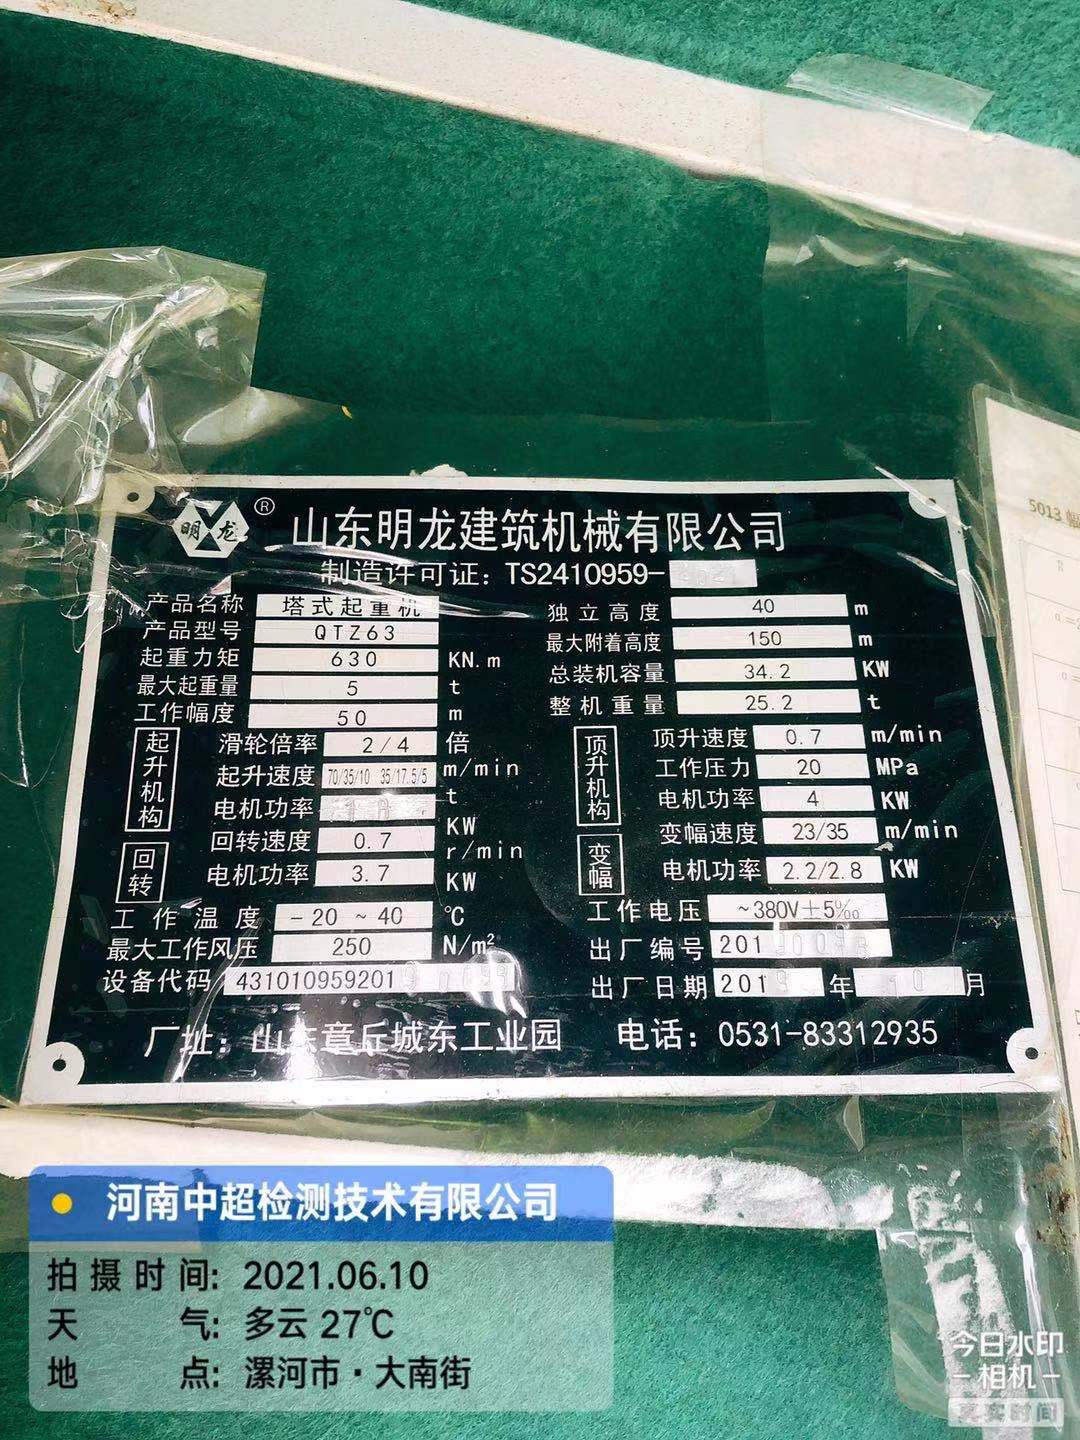 明龙®
山东明龙建筑机械有限公司
制造许可证：TS2410959-2021
产品名称 塔式起重机
产品型号 QTZ63
起重力矩 630 KN.m
最大起重量 5 t
工作幅度 50 m
起升机构
滑轮倍率 2/4 倍
起升速度 70/35/10 35/17.5/5 m/min
t
电机功率 KW
回转
回转速度 0.7 r/min
电机功率 3.7 KW
工作温度 -20 ~ 40 ℃
最大工作风压 250 N/m²
设备代码 431010959201
独立高度 40 m
最大附着高度 150 m
总装机容量 34.2 KW
整机重量 25.2 t
顶升机构
顶升速度 0.7 m/min
工作压力 20 MPa
电机功率 4 KW
变幅
变幅速度 23/35 m/min
电机功率 2.2/2.8 KW
工作电压 ~380V±5‰
出厂编号 201
出厂日期 2019年10月
厂址：山东章丘城东工业园 电话：0531-83312935
5013
河南中超检测技术有限公司
拍摄时间: 2021.06.10
天气: 多云 27℃
地点: 漯河市·大南街
今日水印
-相机-
真实时间